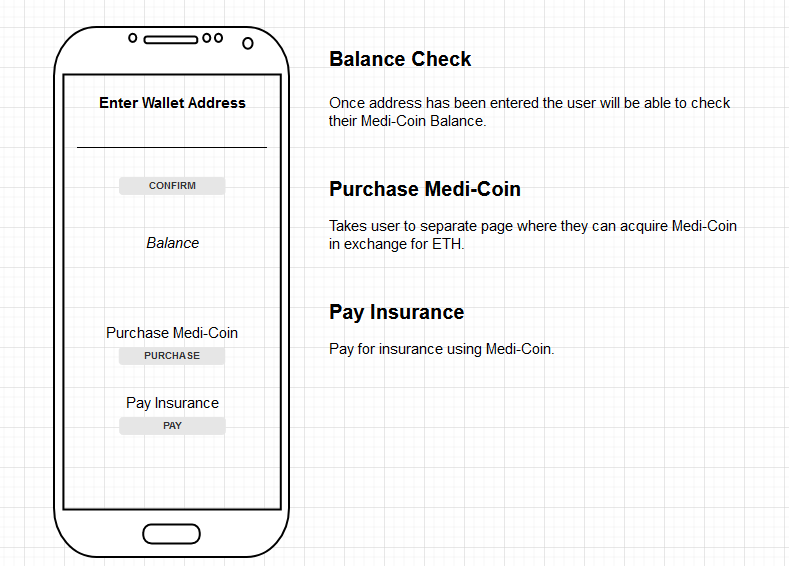 Enter Wallet Address
CONFIRM
Balance
Purchase Medi-Coin
PURCHASE
Pay Insurance
PAY
Balance Check
Once address has been entered the user will be able to check
their Medi-Coin Balance.
Purchase Medi-Coin
Takes user to separate page where they can acquire Medi-Coin
in exchange for ETH.
Pay Insurance
Pay for insurance using Medi-Coin.